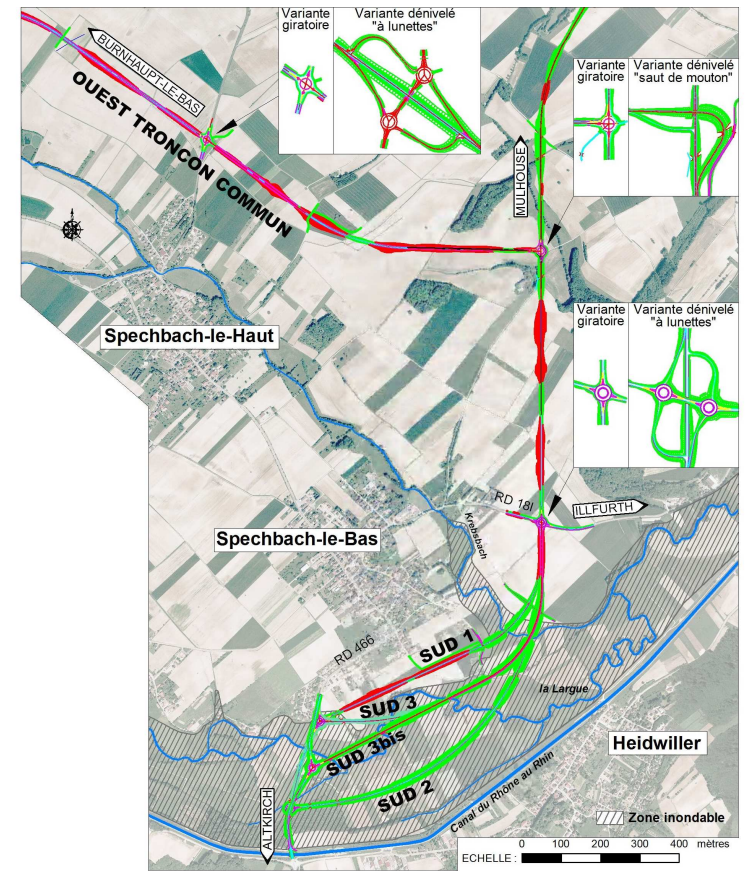 Variante
giratoire
Variante dénivelé
"à lunettes"
BURNHAUPT-LE-BAS
OUEST TRONCON COMMUN
MULHOUSE
Variante
giratoire
Variante dénivelé
"saut de mouton"
Spechbach-le-Haut
Variante
giratoire
Variante dénivelé
"à lunettes"
RD 18I
ILLFURTH
Krebsbach
Spechbach-le-Bas
RD 466
SUD 1
SUD 3
SUD 3bis
SUD 2
la Largue
Heidwiller
Canal du Rhône au Rhin
ALTKIRCH
Zone inondable
0 100 200 300 400 mètres
ECHELLE :